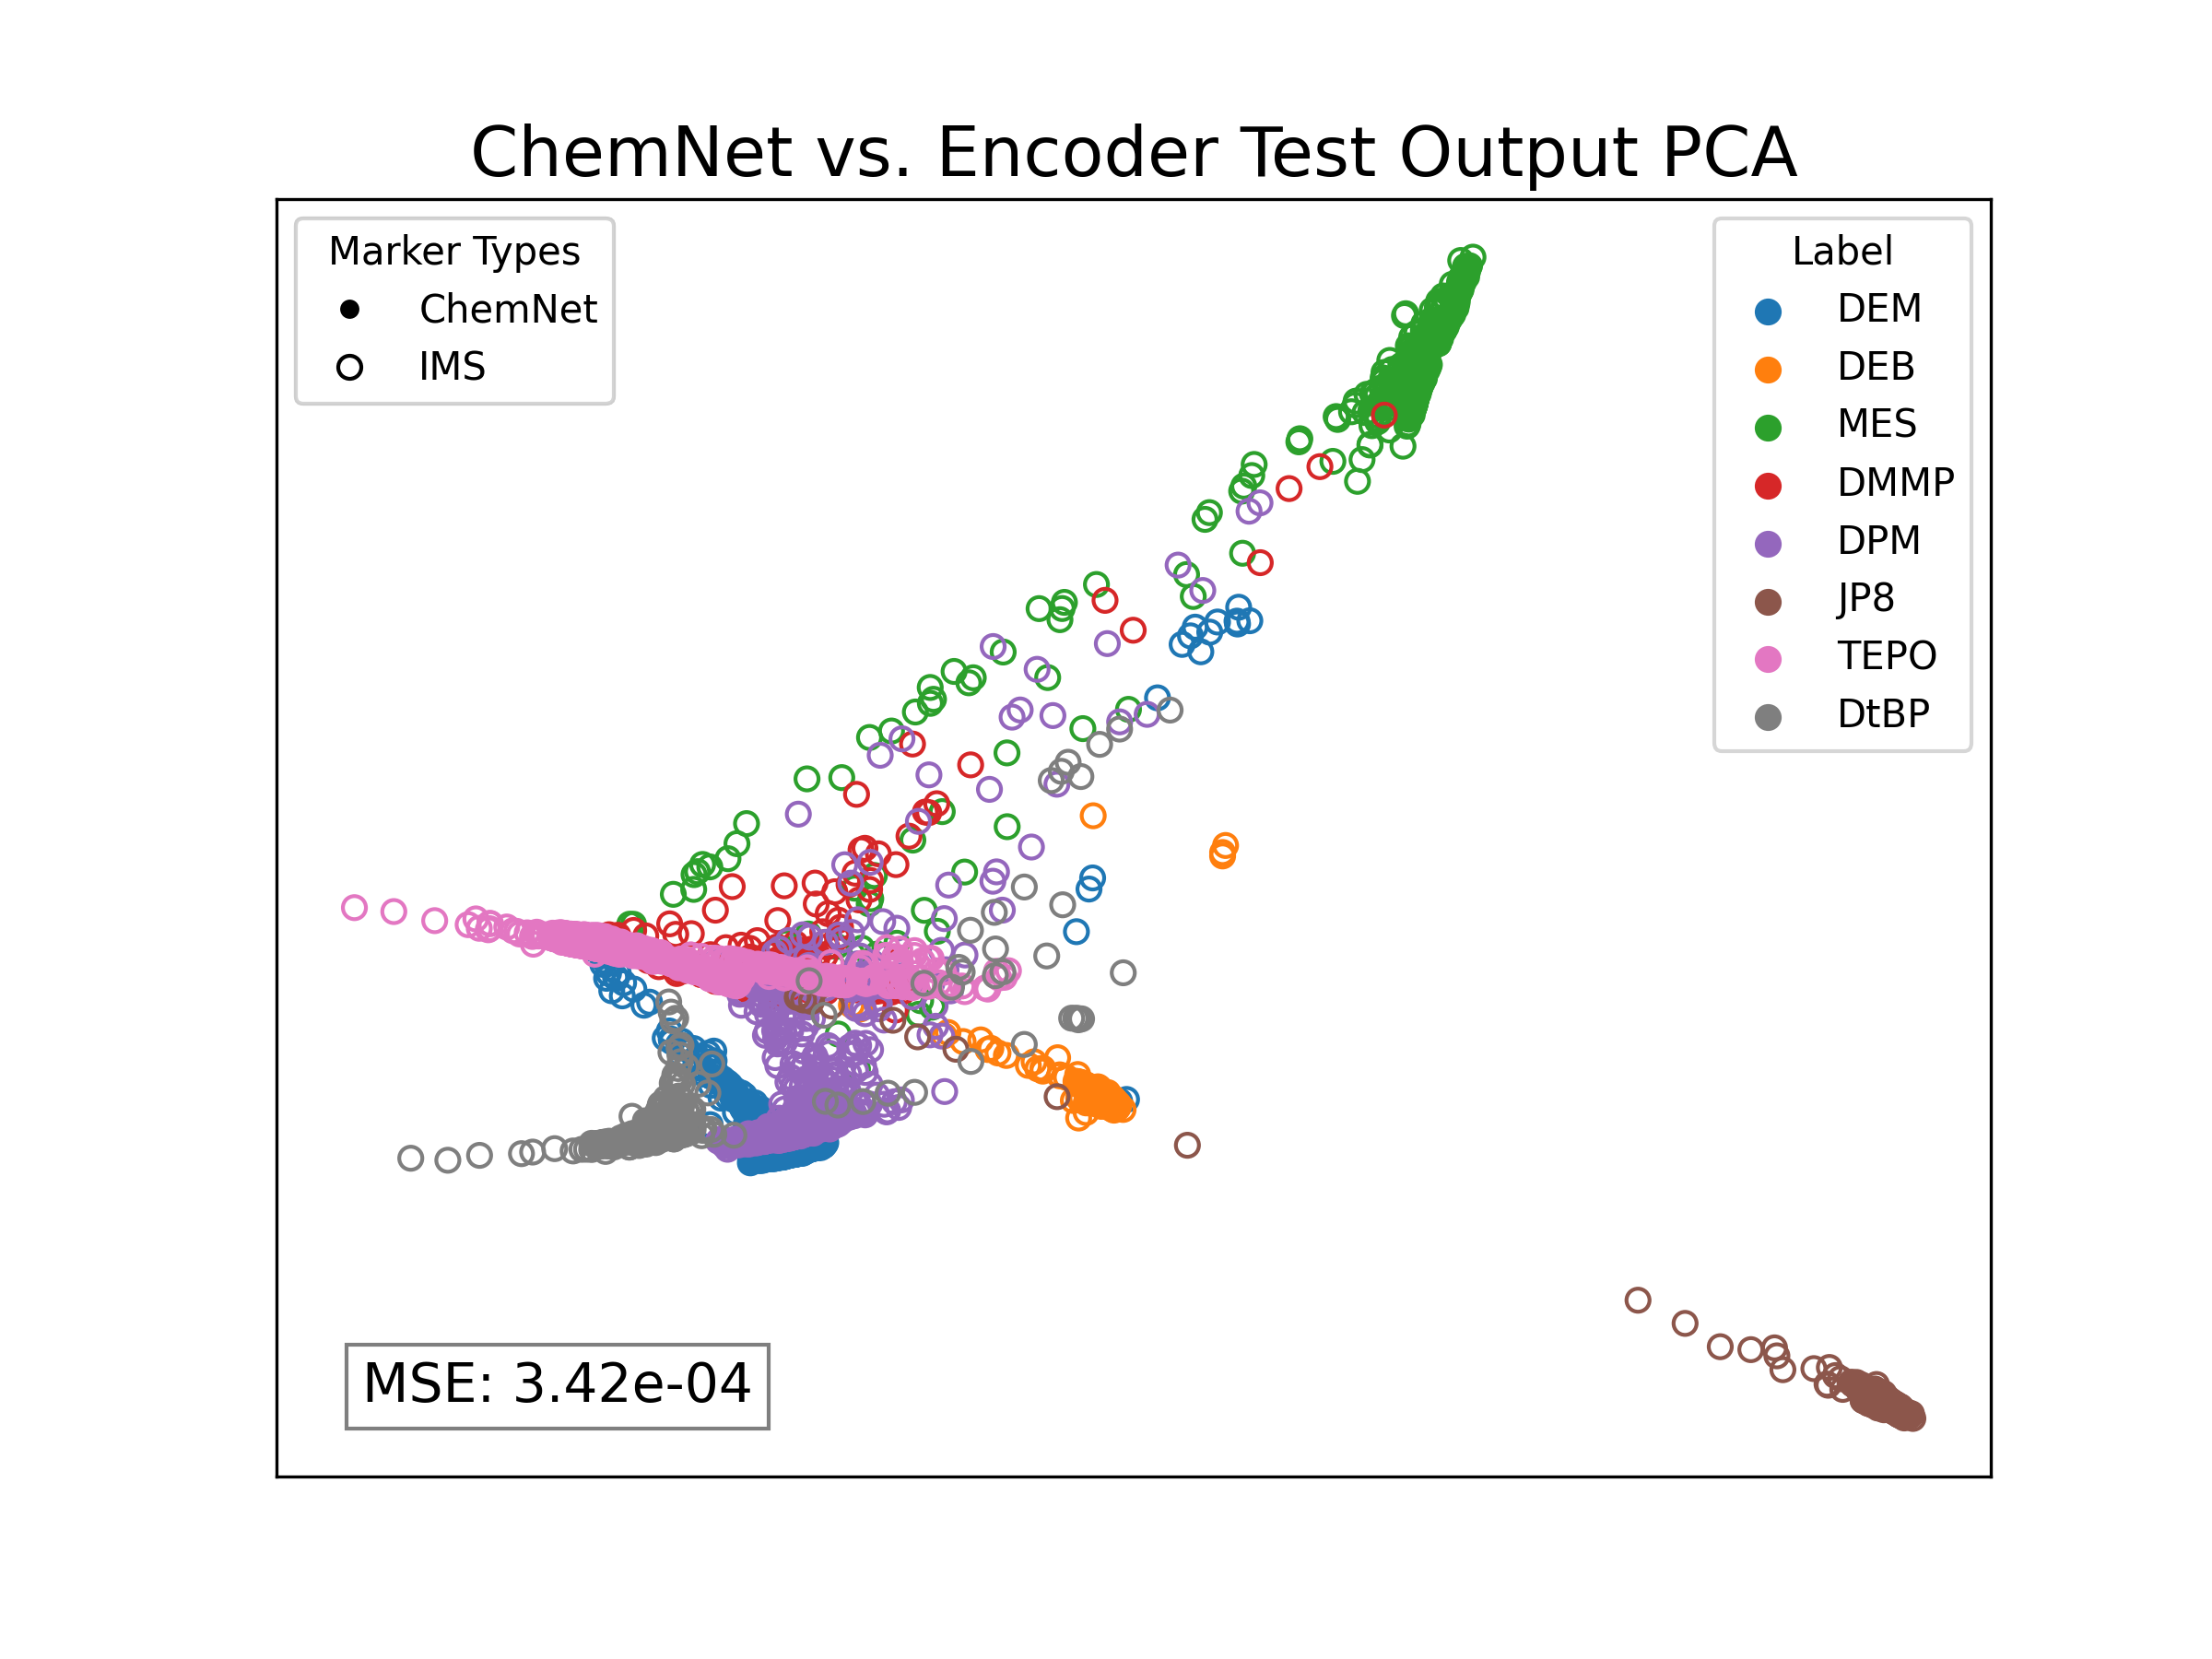 ChemNet vs. Encoder Test Output PCA
Marker Types
ChemNet
IMS
Label
DEM
DEB
MES
DMMP
DPM
JP8
TEPO
DtBP
MSE: 3.42e-04